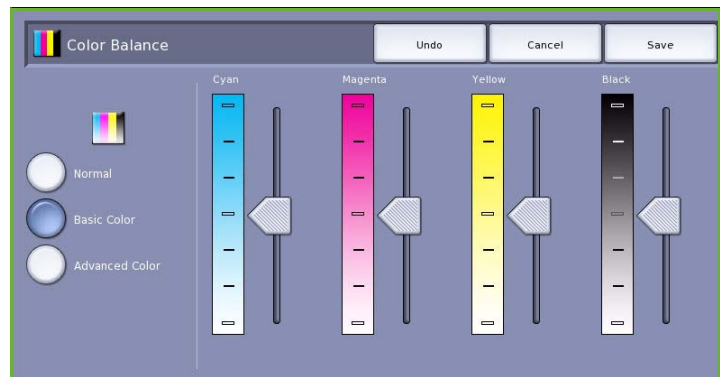 Color Balance
Undo
Cancel
Save
Cyan
Magenta
Yellow
Black
Normal
Basic Color
Advanced Color